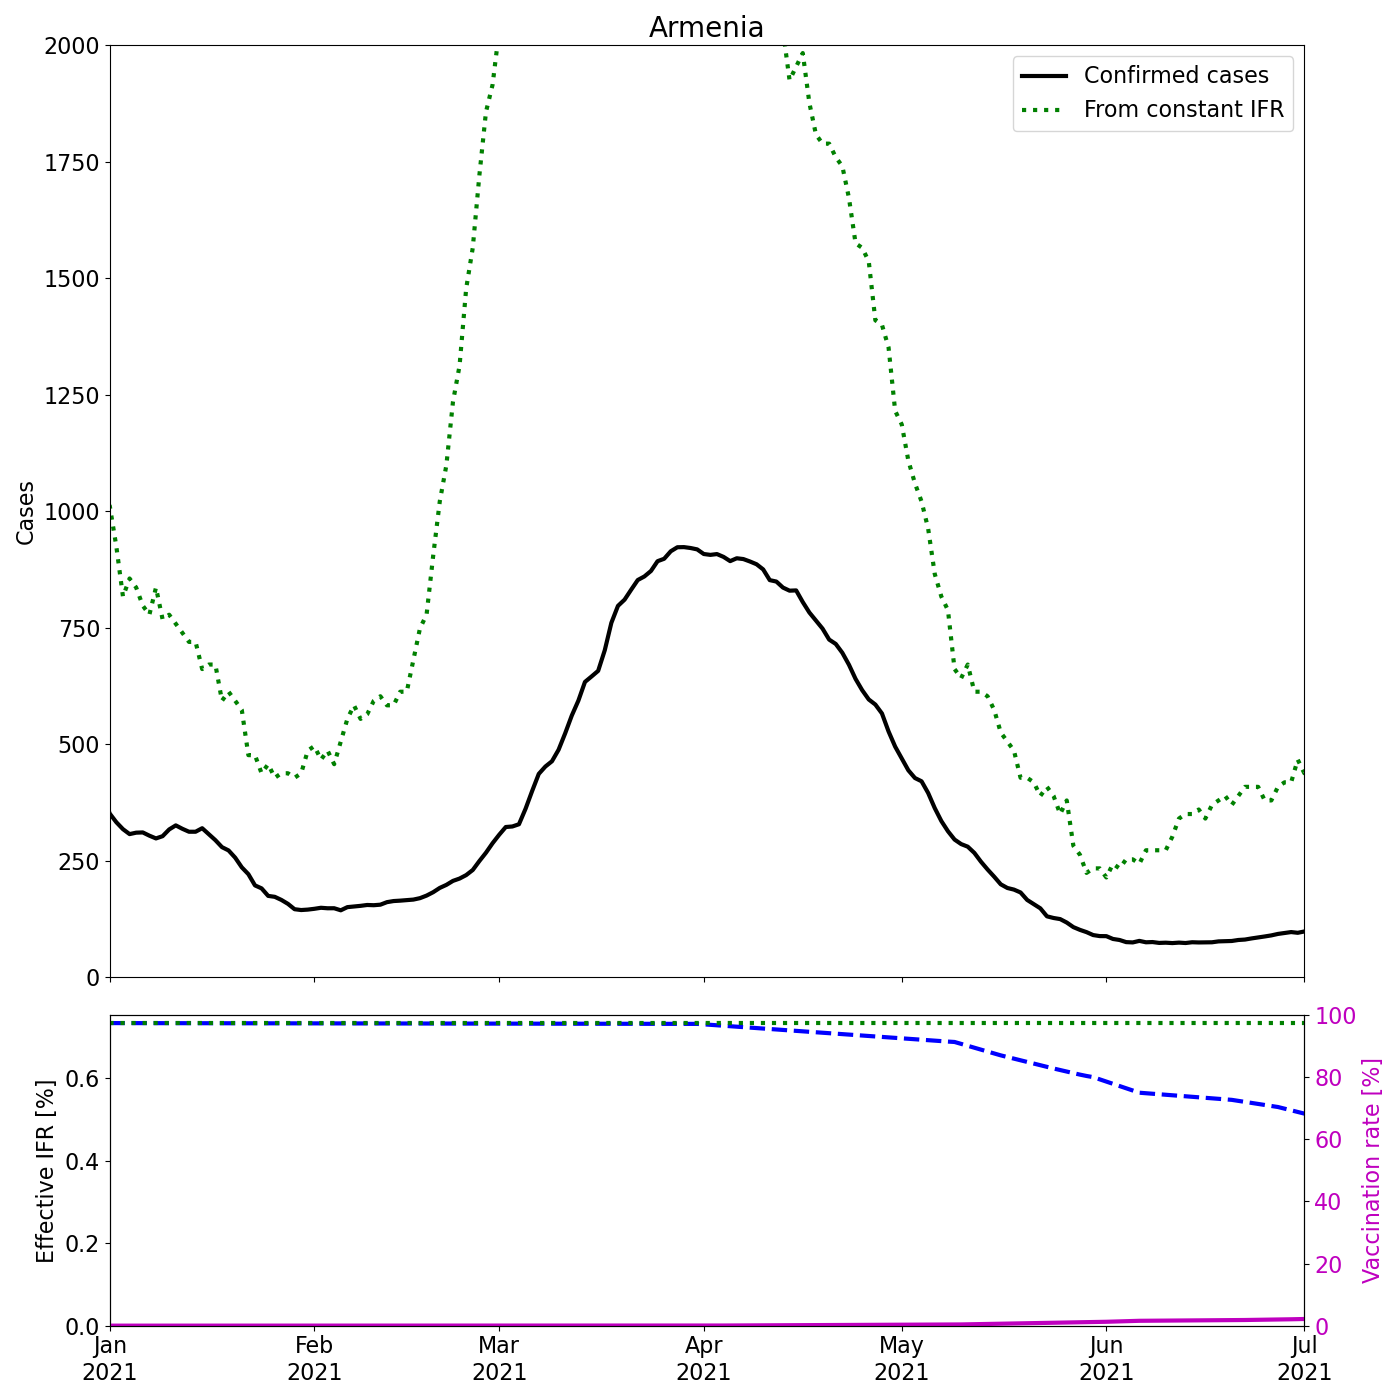 Armenia
2000
1750
1500
1250
1000
750
500
250
0
Cases
Confirmed cases
From constant IFR
0.6
0.4
0.2
0.0
Effective IFR [%]
100
80
60
40
20
0
Vaccination rate [%]
Jan Feb Mar Apr May Jun Jul
2021 2021 2021 2021 2021 2021 2021